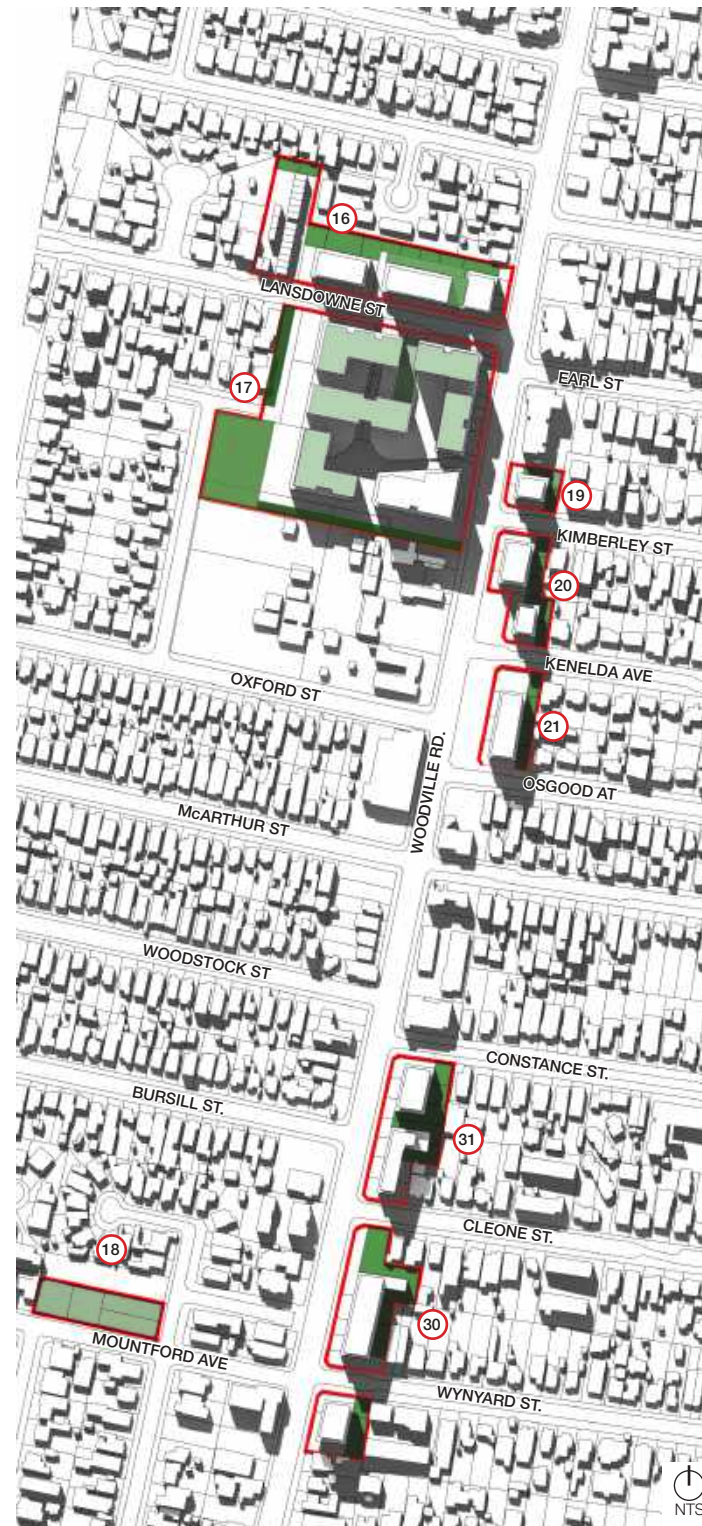 16
LANSDOWNE ST
17
EARL ST
19
KIMBERLEY ST
20
KENELDA AVE
OXFORD ST
21
WOODVILLE RD.
OSGOOD AT
McARTHUR ST
WOODSTOCK ST
CONSTANCE ST.
BURSILL ST.
31
CLEONE ST.
18
30
MOUNTFORD AVE
WYNYARD ST.
NTS